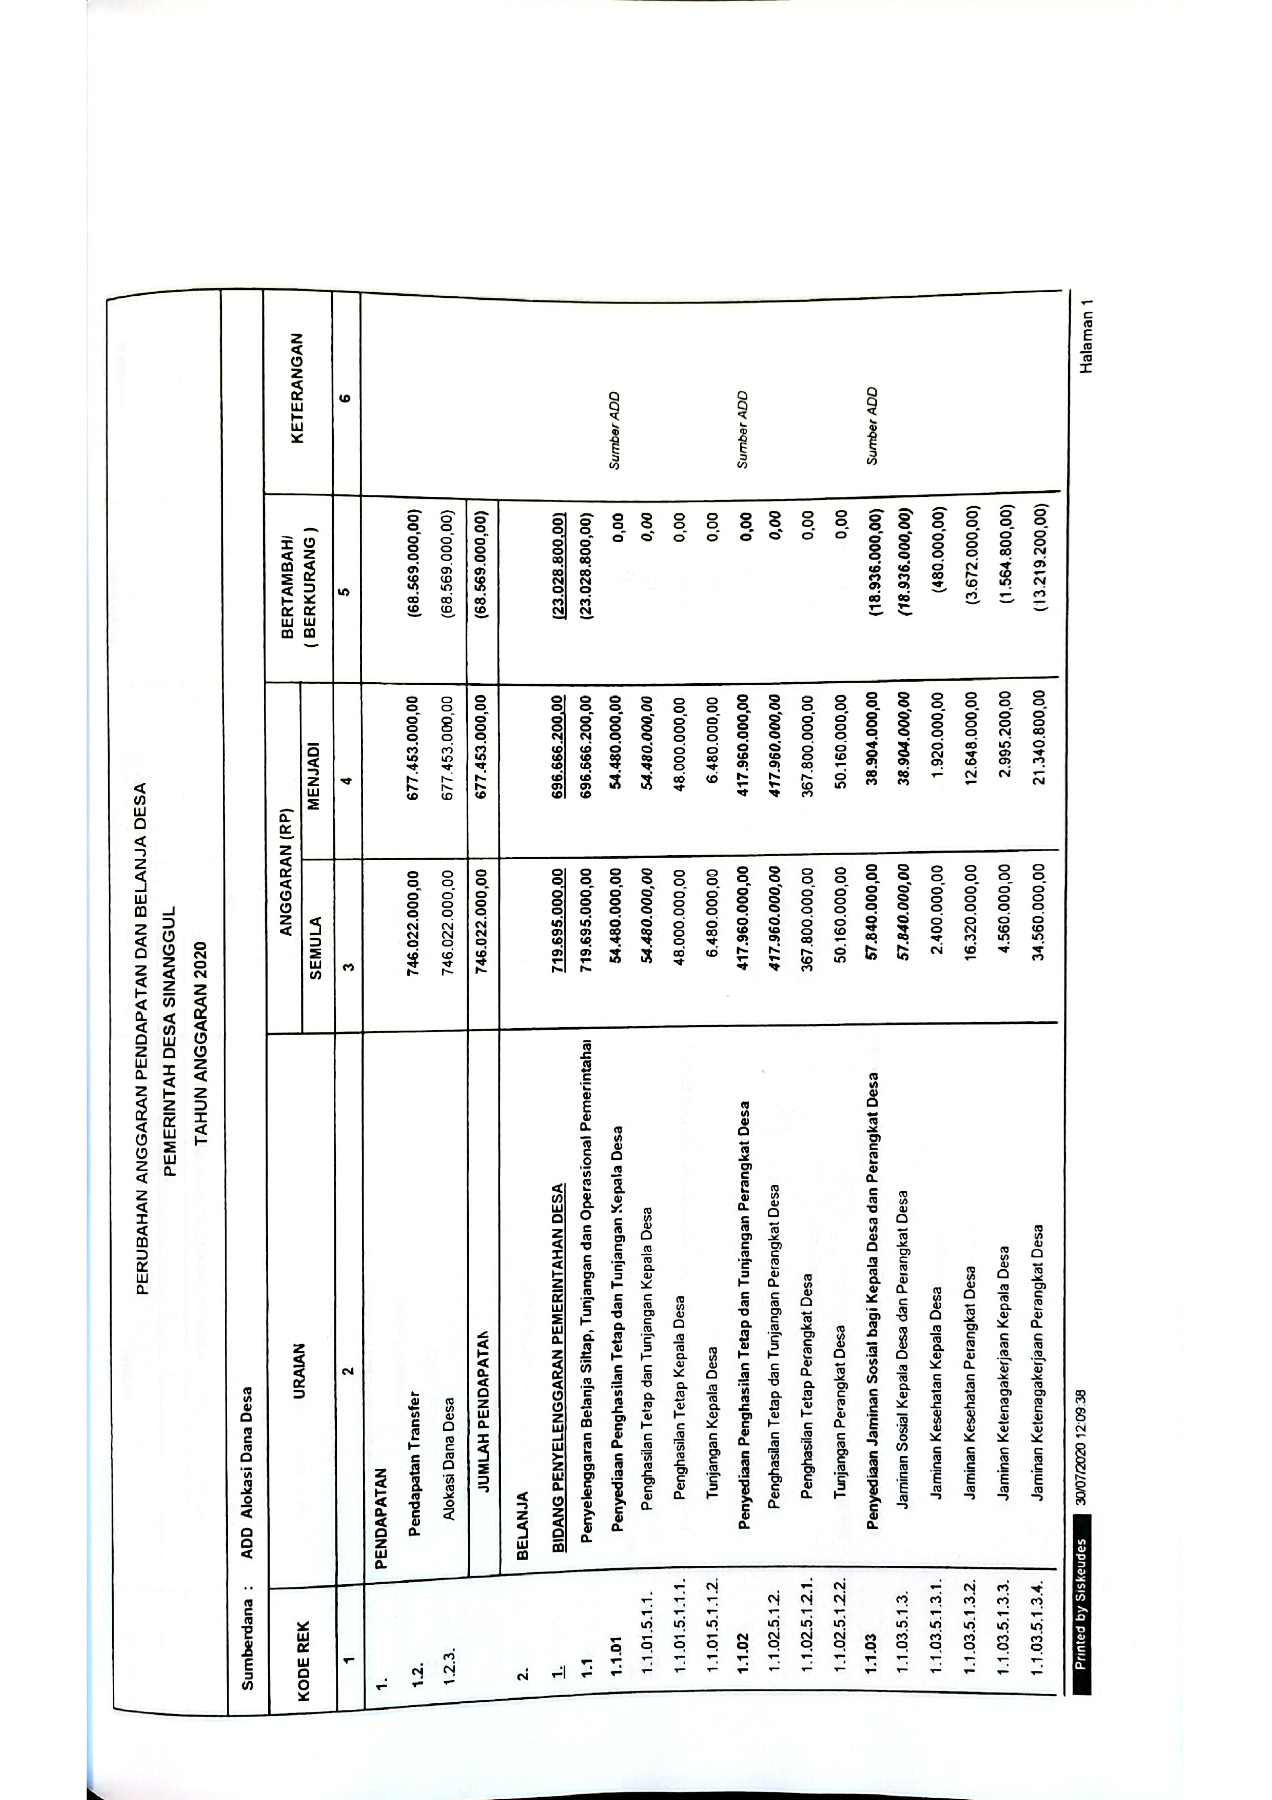 PERUBAHAN ANGGARAN PENDAPATAN DAN BELANJA DESA
PEMERINTAH DESA SINANGGUL
TAHUN ANGGARAN 2020
Sumberdana : ADD Alokasi Dana Desa
KODE REK URAIAN ANGGARAN (RP) BERTAMBAH/ ( BERKURANG ) KETERANGAN
SEMULA MENJADI
1 2 3 4 5 6
1. PENDAPATAN
1.2. Pendapatan Transfer 746.022.000,00 677.453.000,00 (68.569.000,00)
1.2.3. Alokasi Dana Desa 746.022.000,00 677.453.000,00 (68.569.000,00)
JUMLAH PENDAPATAN 746.022.000,00 677.453.000,00 (68.569.000,00)
2. BELANJA
1. BIDANG PENYELENGGARAN PEMERINTAHAN DESA 719.695.000,00 696.666.200,00 (23.028.800,00)
1.1 Penyelenggaran Belanja Siltap, Tunjangan dan Operasional Pemerintahai 719.695.000,00 696.666.200,00 (23.028.800,00)
1.1.01 Penyediaan Penghasilan Tetap dan Tunjangan Kepala Desa 54.480.000,00 54.480.000,00 0,00 Sumber ADD
1.1.01.5.1.1. Penghasilan Tetap dan Tunjangan Kepala Desa 54.480.000,00 54.480.000,00 0,00
1.1.01.5.1.1.1. Penghasilan Tetap Kepala Desa 48.000.000,00 48.000.000,00 0,00
1.1.01.5.1.1.2. Tunjangan Kepala Desa 6.480.000,00 6.480.000,00 0,00
1.1.02 Penyediaan Penghasilan Tetap dan Tunjangan Perangkat Desa 417.960.000,00 417.960.000,00 0,00 Sumber ADD
1.1.02.5.1.2. Penghasilan Tetap dan Tunjangan Perangkat Desa 417.960.000,00 417.960.000,00 0,00
1.1.02.5.1.2.1. Penghasilan Tetap Perangkat Desa 367.800.000,00 367.800.000,00 0,00
1.1.02.5.1.2.2. Tunjangan Perangkat Desa 50.160.000,00 50.160.000,00 0,00
1.1.03 Penyediaan Jaminan Sosial bagi Kepala Desa dan Perangkat Desa 57.840.000,00 38.904.000,00 (18.936.000,00) Sumber ADD
1.1.03.5.1.3. Jaminan Sosial Kepala Desa dan Perangkat Desa 57.840.000,00 38.904.000,00 (18.936.000,00)
1.1.03.5.1.3.1. Jaminan Kesehatan Kepala Desa 2.400.000,00 1.920.000,00 (480.000,00)
1.1.03.5.1.3.2. Jaminan Kesehatan Perangkat Desa 16.320.000,00 12.648.000,00 (3.672.000,00)
1.1.03.5.1.3.3. Jaminan Ketenagakerjaan Kepala Desa 4.560.000,00 2.995.200,00 (1.564.800,00)
1.1.03.5.1.3.4. Jaminan Ketenagakerjaan Perangkat Desa 34.560.000,00 21.340.800,00 (13.219.200,00)
Printed by Siskeudes 30/07/2020 12:09:38 Halaman 1